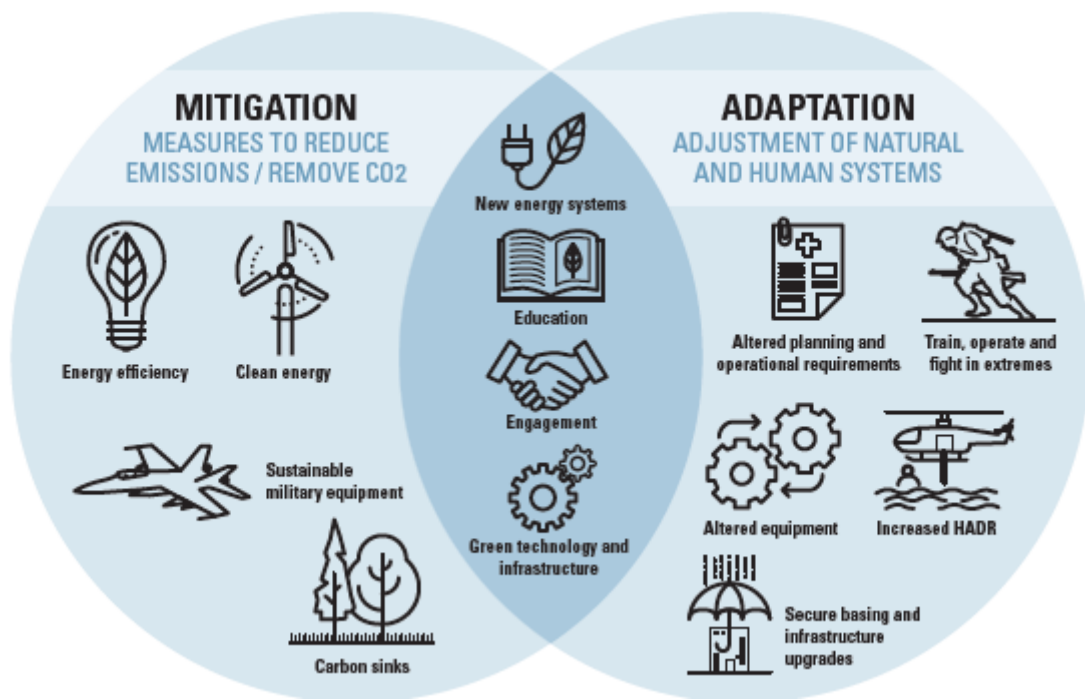 MITIGATION
MEASURES TO REDUCE
EMISSIONS / REMOVE CO2
Energy efficiency
Clean energy
Sustainable
military equipment
Carbon sinks
New energy systems
Education
Engagement
Green technology and
infrastructure
ADAPTATION
ADJUSTMENT OF NATURAL
AND HUMAN SYSTEMS
Altered planning and
operational requirements
Train, operate and
fight in extremes
Altered equipment
Increased HADR
Secure basing and
infrastructure
upgrades